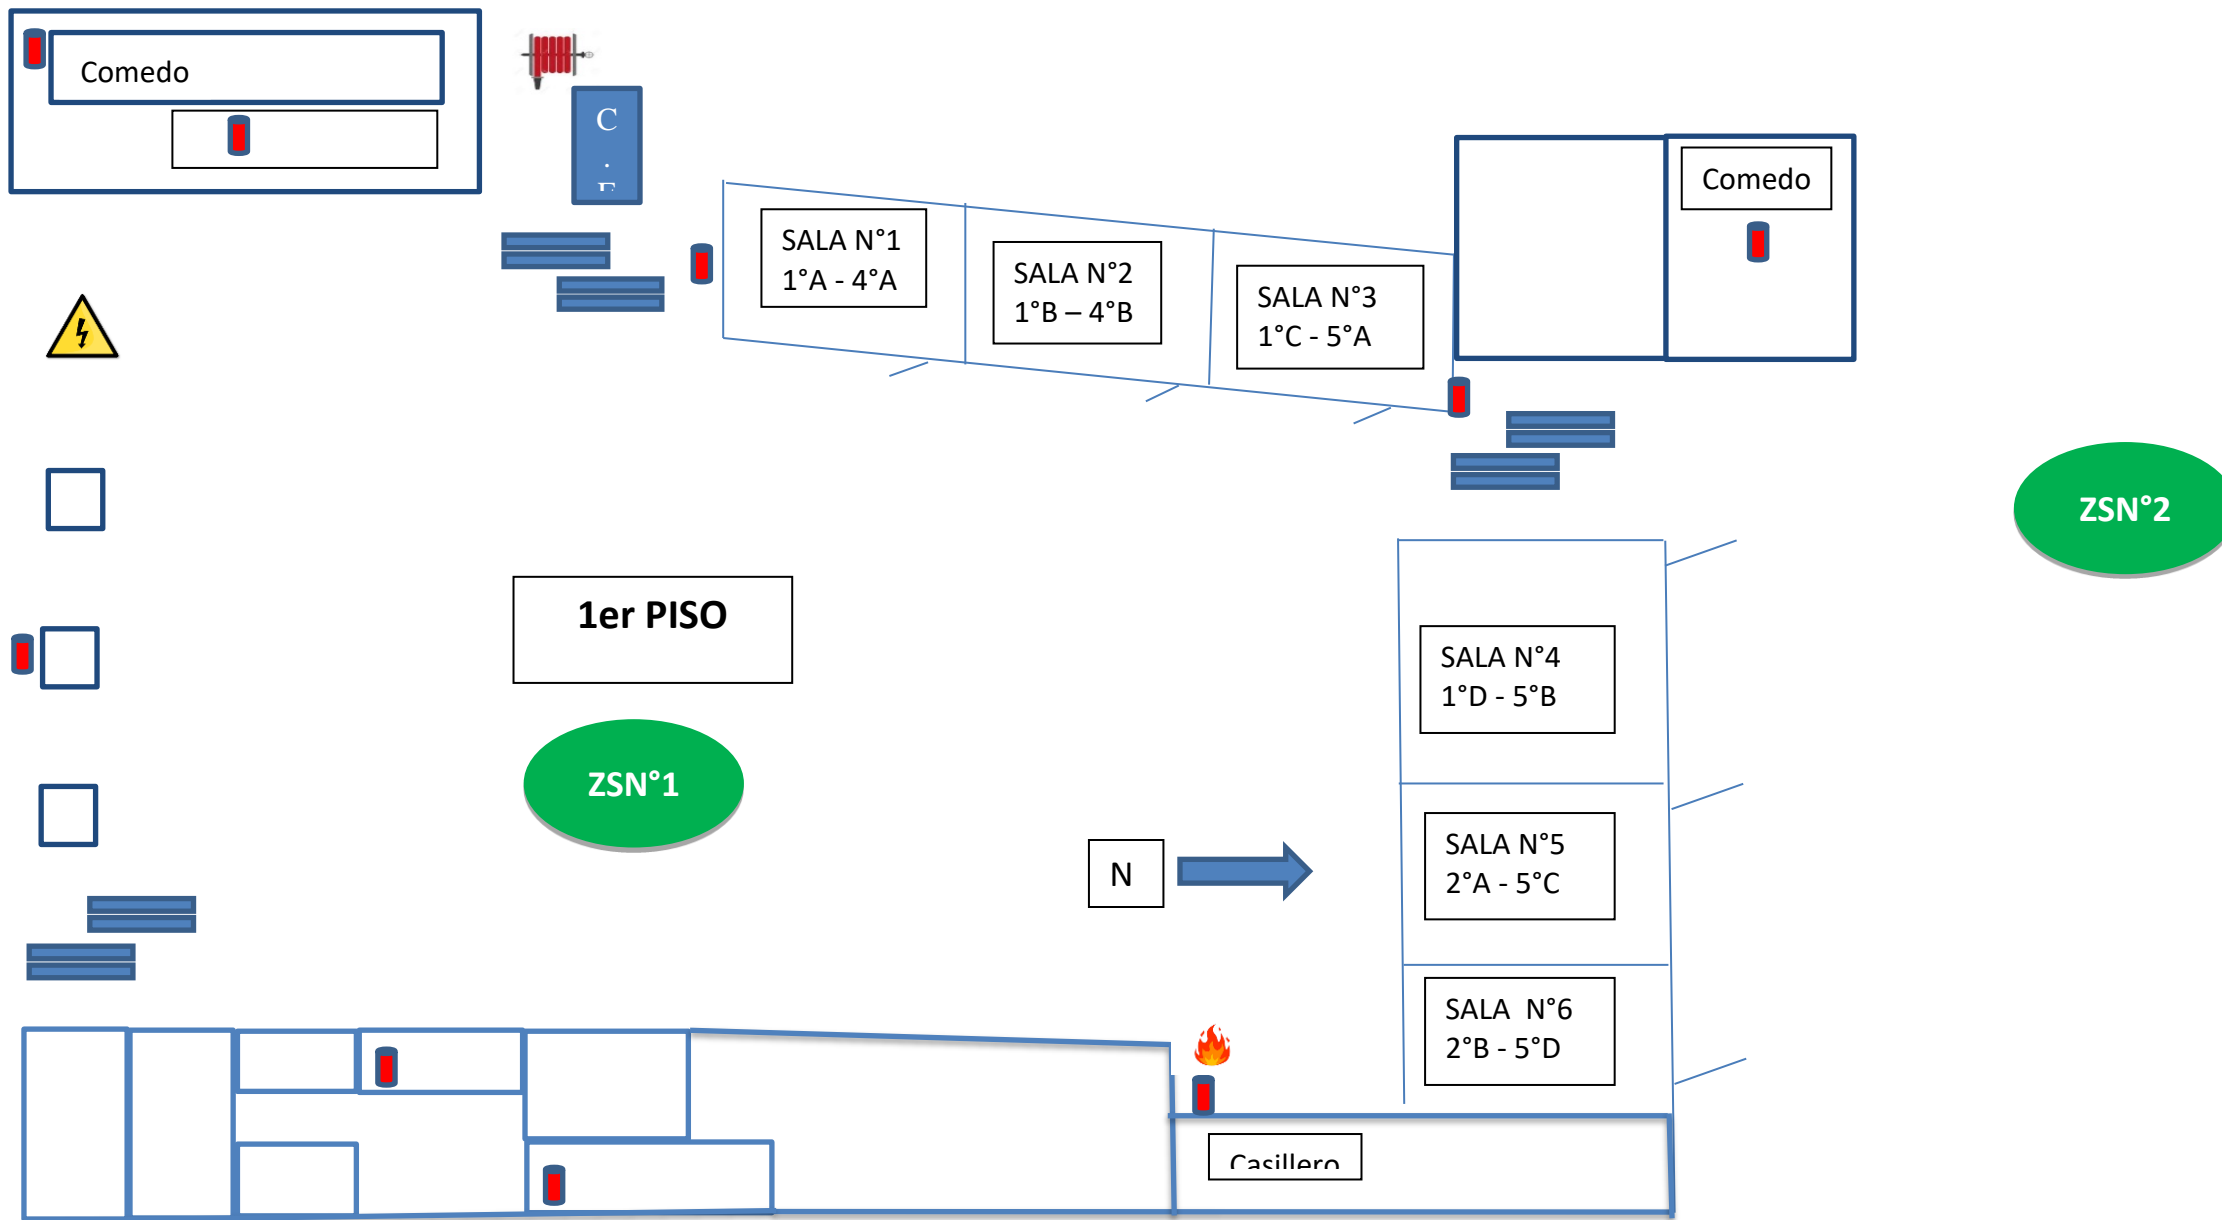 Comedo
C
.
SALA N°1
1°A - 4°A
SALA N°2
1°B – 4°B
SALA N°3
1°C - 5°A
Comedo
ZSN°2
1er PISO
SALA N°4
1°D - 5°B
ZSN°1
SALA N°5
2°A - 5°C
N
SALA  N°6
2°B - 5°D
Casillero